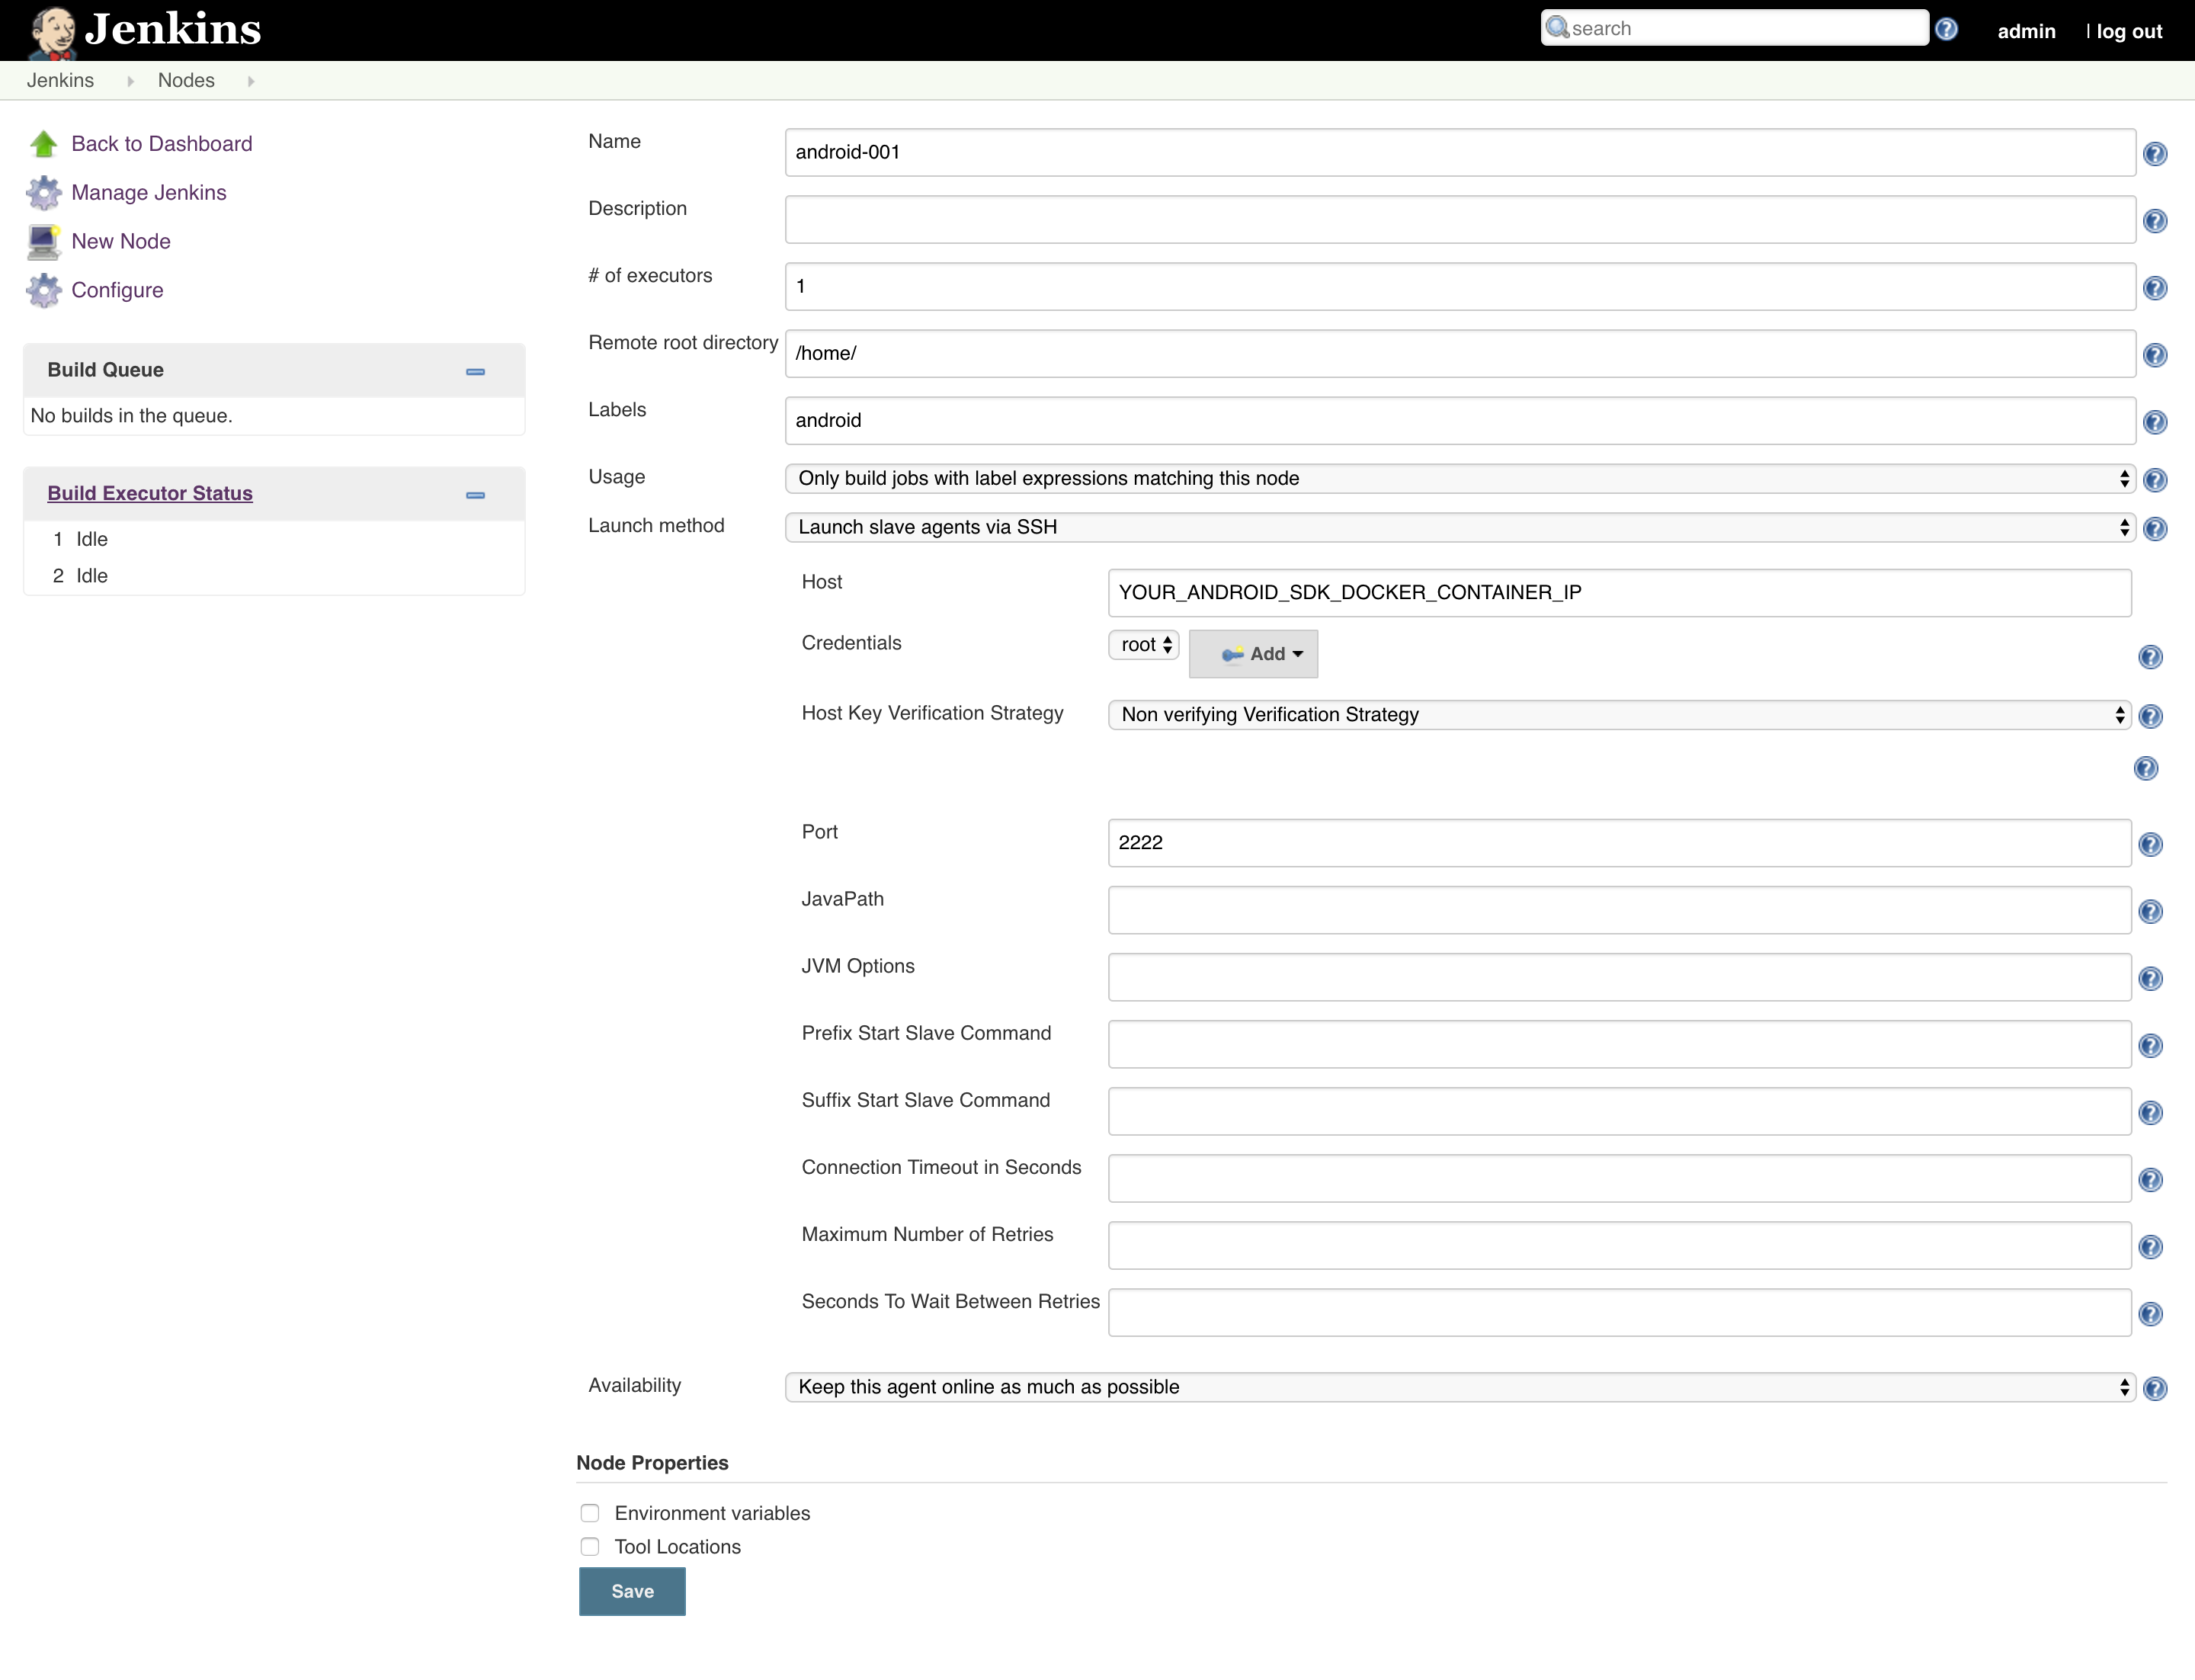 Jenkins
search
admin
| log out
Jenkins
Nodes
Back to Dashboard
Manage Jenkins
New Node
Configure
Build Queue
No builds in the queue.
Build Executor Status
1 Idle
2 Idle
Name
android-001
Description
# of executors
1
Remote root directory
/home/
Labels
android
Usage
Only build jobs with label expressions matching this node
Launch method
Launch slave agents via SSH
Host
YOUR_ANDROID_SDK_DOCKER_CONTAINER_IP
Credentials
root
Add
Host Key Verification Strategy
Non verifying Verification Strategy
Port
2222
JavaPath
JVM Options
Prefix Start Slave Command
Suffix Start Slave Command
Connection Timeout in Seconds
Maximum Number of Retries
Seconds To Wait Between Retries
Availability
Keep this agent online as much as possible
Node Properties
Environment variables
Tool Locations
Save